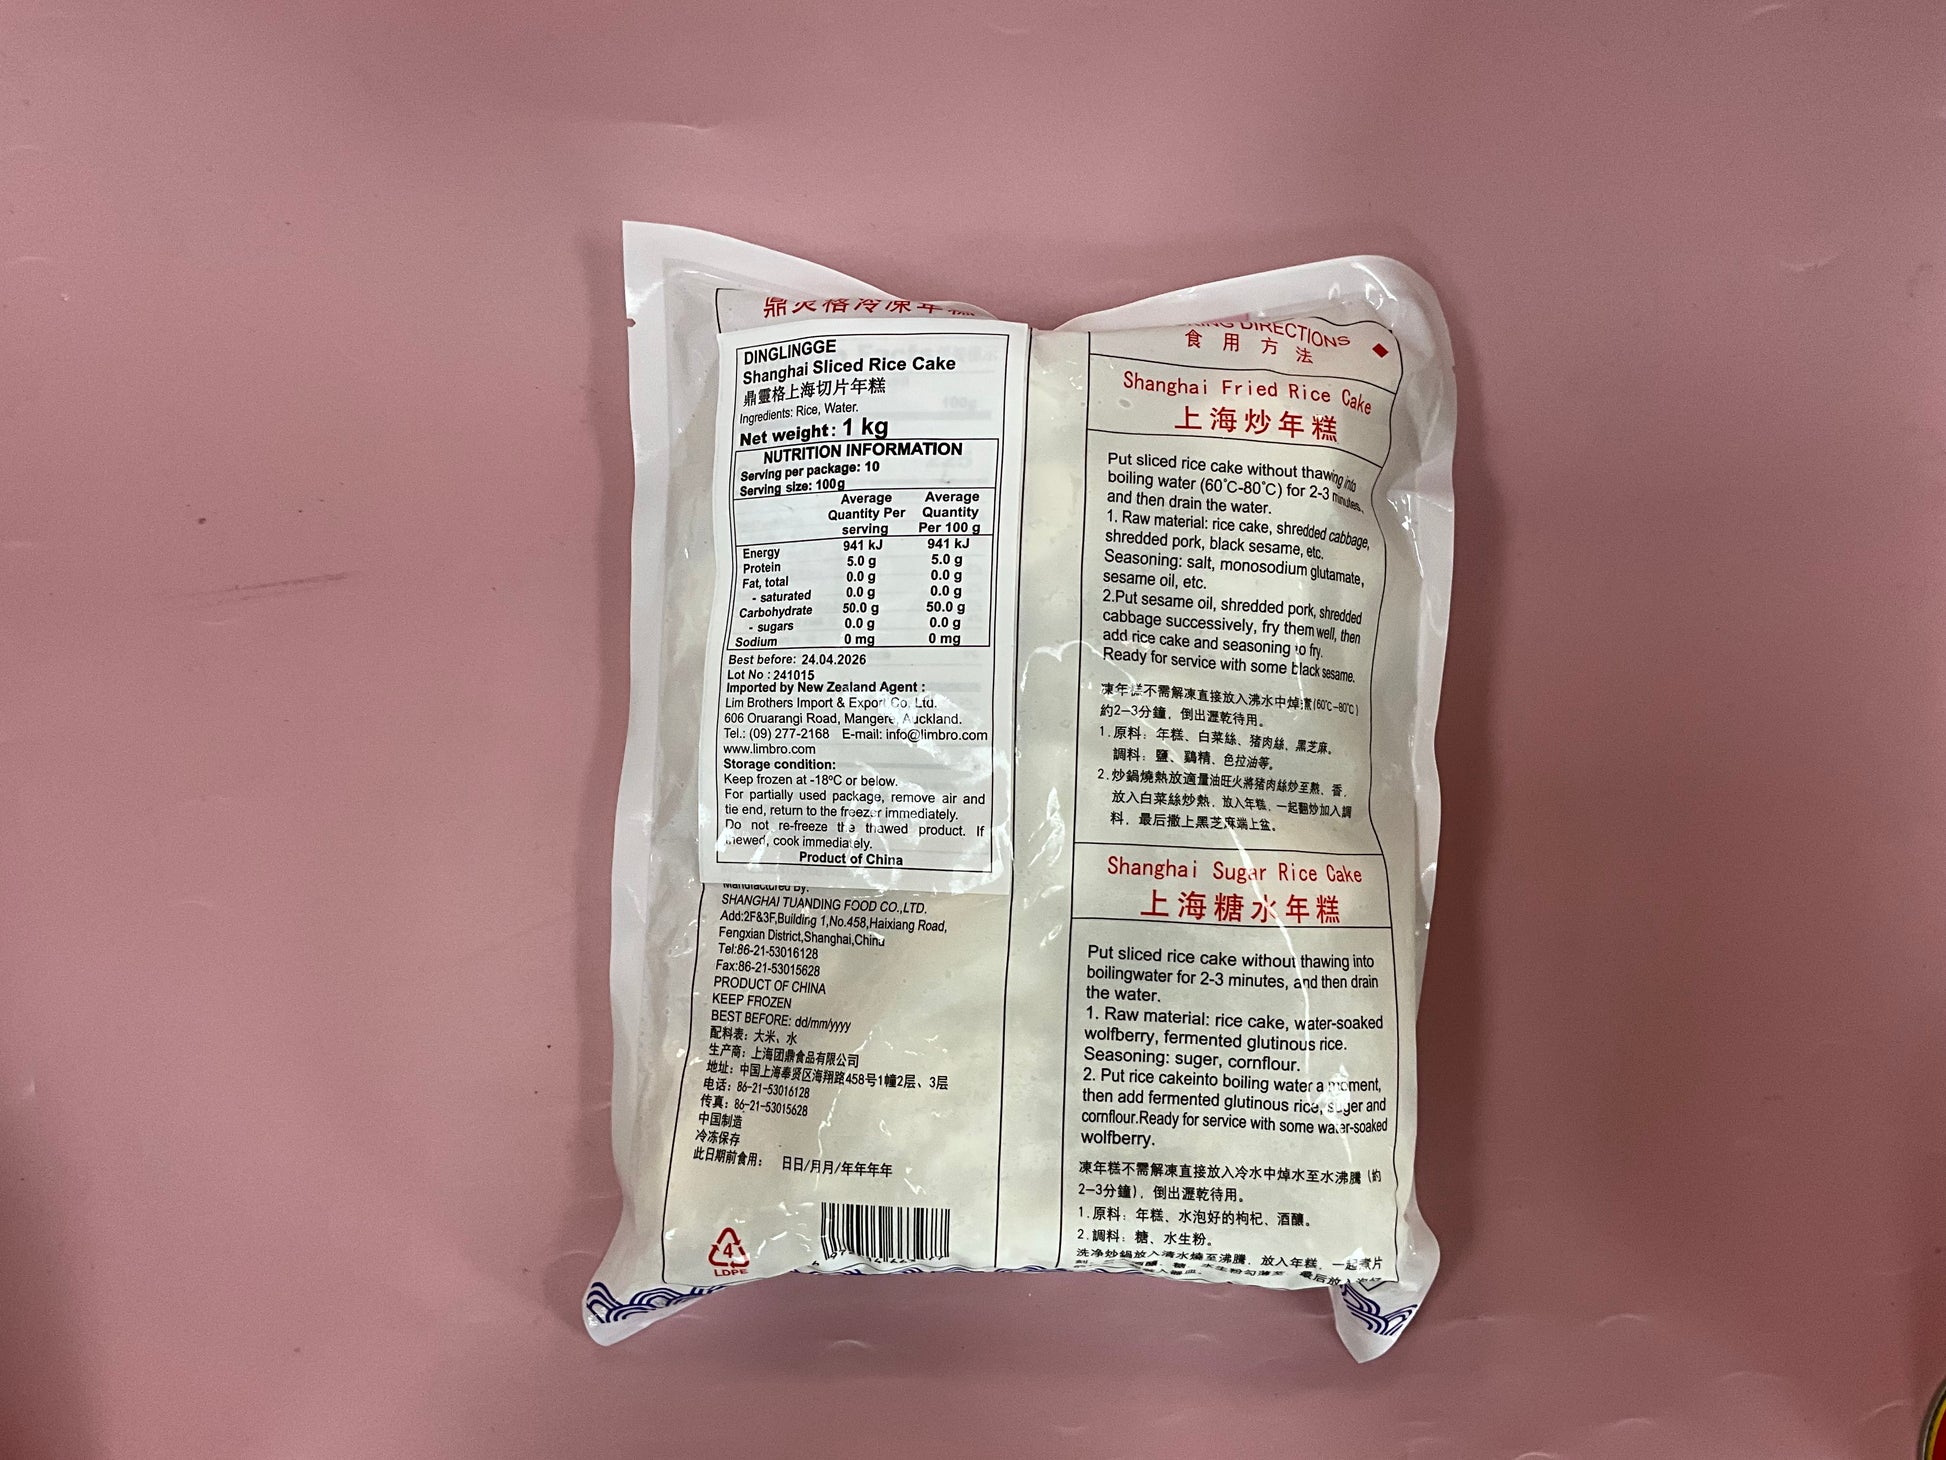 鼎灵格冷凍年糕
DINGLINGGE
Shanghai Sliced Rice Cake
鼎靈格上海切片年糕
Ingredients: Rice, Water.
Net weight: 1 kg
NUTRITION INFORMATION
Serving per package: 10
Serving size: 100g
Average Quantity Per serving
Average Quantity Per 100 g
Energy 941 kJ 941 kJ
Protein 5.0 g 5.0 g
Fat, total 0.0 g 0.0 g
- saturated 0.0 g 0.0 g
Carbohydrate 50.0 g 50.0 g
- sugars 0.0 g 0.0 g
Sodium 0 mg 0 mg
Best before: 24.04.2026
Lot No : 241015
Imported by New Zealand Agent :
Lim Brothers Import & Export Co. Ltd.
606 Oruarangi Road, Mangere, Auckland.
Tel.: (09) 277-2168 E-mail: info@limbro.com
www.limbro.com
Storage condition:
Keep frozen at -18ºC or below.
For partially used package, remove air and
tie end, return to the freezer immediately.
Do not re-freeze the thawed product. If
cook immediately.
Product of China
Manufactured By:
SHANGHAI TUANDING FOOD CO.,LTD.
Add:2F&3F,Building 1,No.458,Haixiang Road,
Fengxian District,Shanghai,China
Tel:86-21-53016128
Fax:86-21-53015628
PRODUCT OF CHINA
KEEP FROZEN
BEST BEFORE: dd/mm/yyyy
配料表：大米、水
生产商：上海团鼎食品有限公司
地址：中国上海奉贤区海翔路458号1幢2层、3层
电话：86-21-53016128
传真：86-21-53015628
中国制造
冷冻保存
此日期前食用： 日日/月月/年年年年
4
LDPE
DIRECTIONS
食用方法
Shanghai Fried Rice Cake
上海炒年糕
Put sliced rice cake without thawing into
boiling water (60℃-80℃) for 2-3 minutes,
and then drain the water.
1. Raw material: rice cake, shredded cabbage,
shredded pork, black sesame, etc.
Seasoning: salt, monosodium glutamate,
sesame oil, etc.
2.Put sesame oil, shredded pork, shredded
cabbage successively, fry them well, then
add rice cake and seasoning to fry.
Ready for service with some black sesame.
凍年糕不需解凍直接放入沸水中焯煮(60℃-80℃)
約2-3分鐘，倒出瀝乾待用。
1.原料：年糕、白菜絲、猪肉絲、黑芝麻。
調料：鹽、鷄精、色拉油等。
2.炒鍋燒熱放適量油旺火將猪肉絲炒至熟、香，
放入白菜絲炒熟，放入年糕，一起翻炒加入調
料，最后撒上黑芝麻端上盆。
Shanghai Sugar Rice Cake
上海糖水年糕
Put sliced rice cake without thawing into
boilingwater for 2-3 minutes, and then drain
the water.
1. Raw material: rice cake, water-soaked
wolfberry, fermented glutinous rice.
Seasoning: suger, cornflour.
2. Put rice cakeinto boiling water a moment,
then add fermented glutinous rice, suger and
cornflour.Ready for service with some water-soaked
wolfberry.
凍年糕不需解凍直接放入冷水中焯水至水沸騰（約
2-3分鐘），倒出瀝乾待用。
1.原料：年糕、水泡好的枸杞、酒釀。
2.調料：糖、水生粉。
洗净炒鍋放入清水燒至沸騰，放入年糕，一起煮片